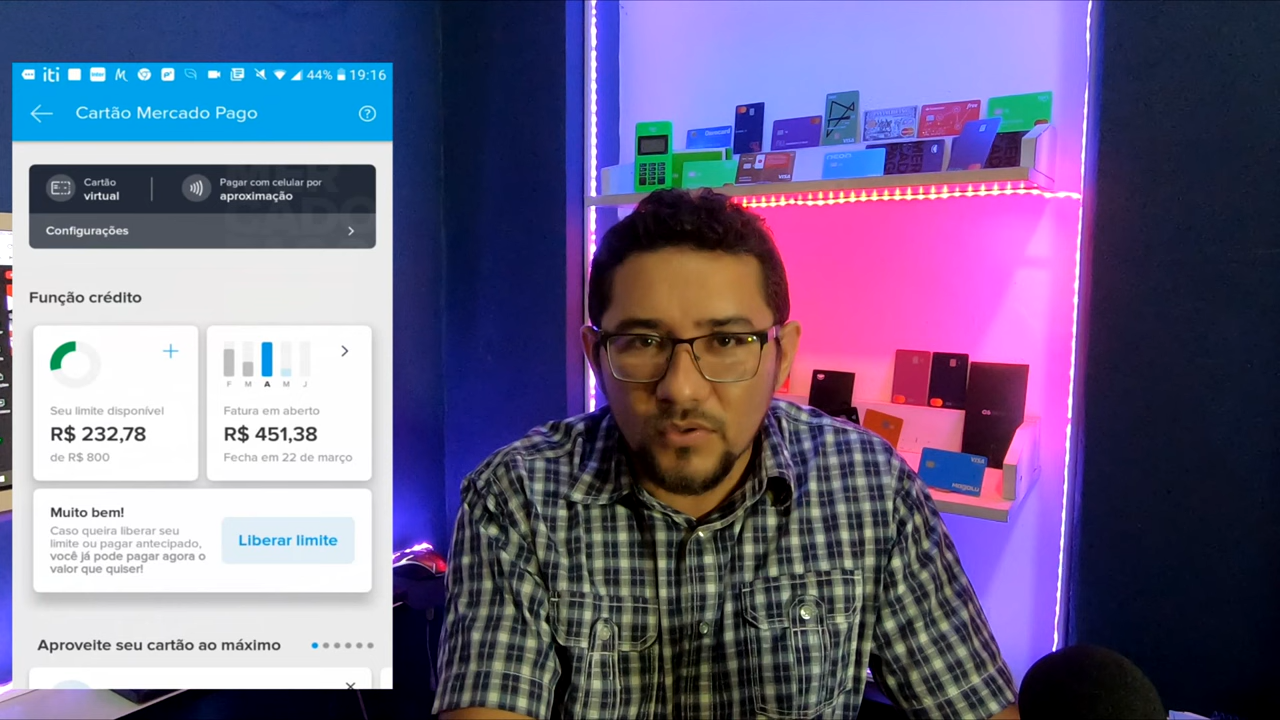 iti
inter
44%
19:16
Cartão Mercado Pago
?
Cartão
virtual
Pagar com celular por
aproximação
Configurações
Função crédito
F M A M J
Seu limite disponível
R$ 232,78
de R$ 800
Fatura em aberto
R$ 451,38
Fecha em 22 de março
Muito bem!
Caso queira liberar seu
limite ou pagar antecipado,
você já pode pagar agora o
valor que quiser!
Liberar limite
Aproveite seu cartão ao máximo
VISA
neon
VISA
VISA